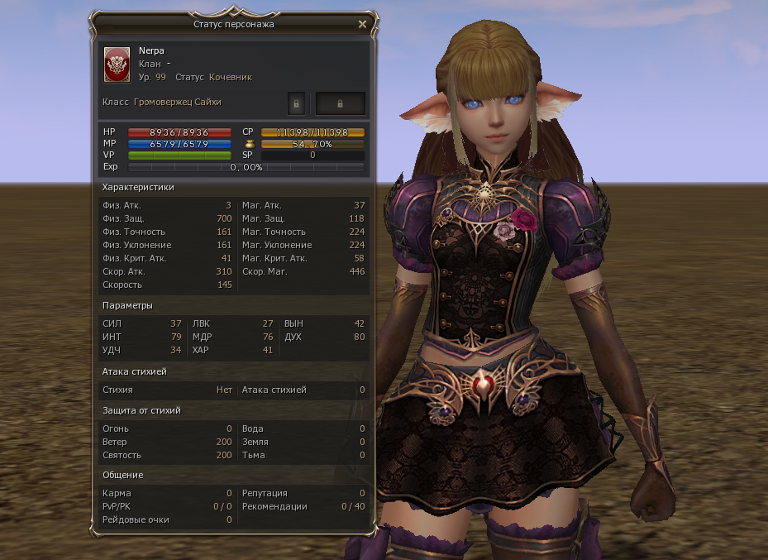 Статус персонажа
Nerpa
Клан -
Ур. 99 Статус Кочевник
Класс Громовержец Сайхи
HP 8936/8936 CP 11398/11398
MP 6579/6579 54, 70%
VP SP 0
Exp 0, 00%
Характеристики
Физ. Атк. 3 Маг. Атк. 37
Физ. Защ. 700 Маг. Защ. 118
Физ. Точность 161 Маг. Точность 224
Физ. Уклонение 161 Маг. Уклонение 224
Физ. Крит. Атк. 41 Маг. Крит. Атк. 58
Скор. Атк. 310 Скор. Маг. 446
Скорость 145
Параметры
СИЛ 37 ЛВК 27 ВЫН 42
ИНТ 79 МДР 76 ДУХ 80
УДЧ 34 ХАР 41
Атака стихией
Стихия Нет Атака стихией 0
Защита от стихий
Огонь 0 Вода 0
Ветер 200 Земля 0
Святость 200 Тьма 0
Общение
Карма 0 Репутация 0
PvP/PK 0 / 0 Рекомендации 0 / 40
Рейдовые очки 0